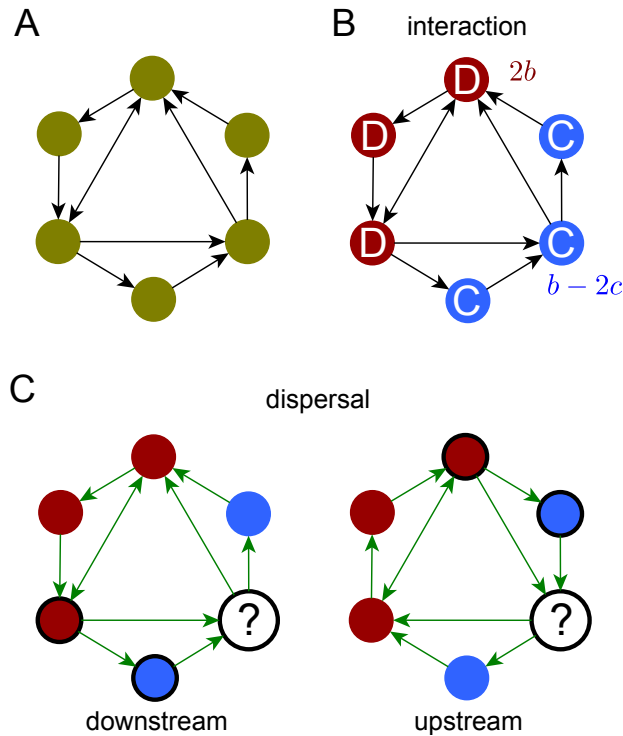 A
B
interaction
D
2b
D
C
D
C
C
b − 2c
C
dispersal
?
?
downstream
upstream